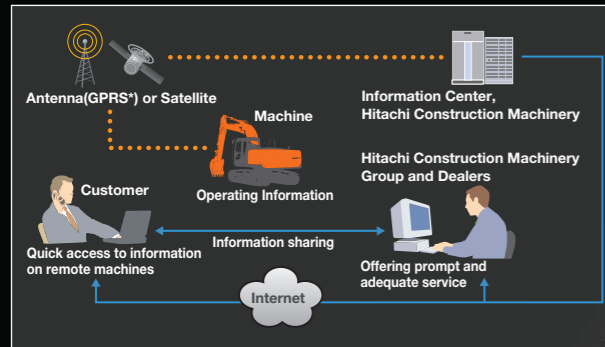 Antenna(GPRS*) or Satellite
Information Center,
Hitachi Construction Machinery
Machine
Operating Information
Hitachi Construction Machinery
Group and Dealers
Customer
Information sharing
Quick access to information
on remote machines
Offering prompt and
adequate service
Internet